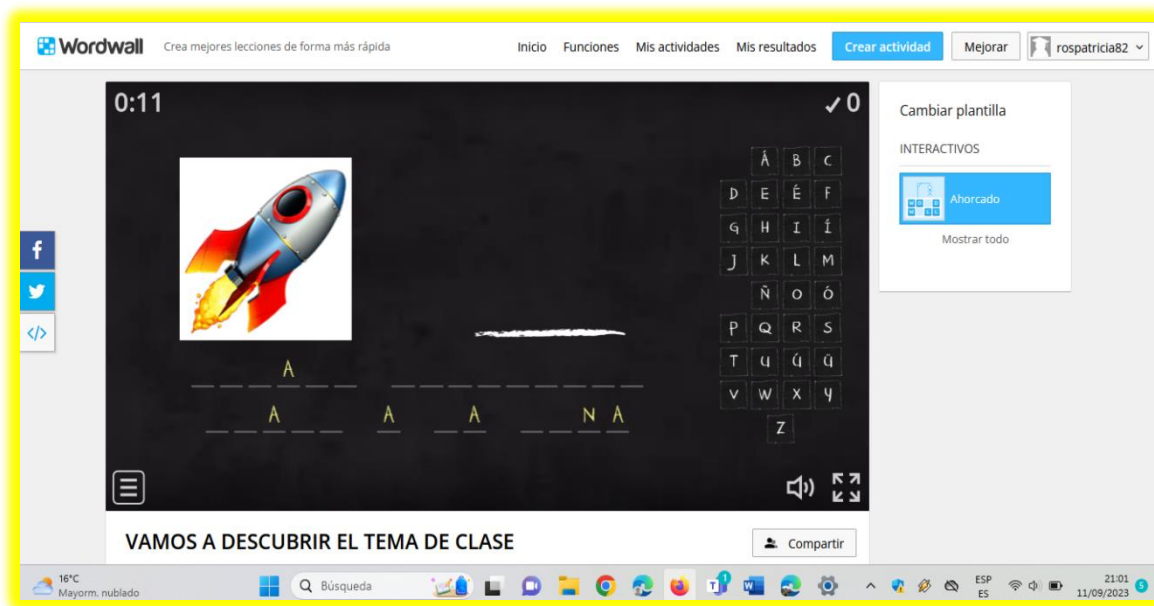 Wordwall Crea mejores lecciones de forma más rápida Inicio Funciones Mis actividades Mis resultados Crear actividad Mejorar rospatricia82
0:11 ✓ 0
Cambiar plantilla
INTERACTIVOS
Ahorcado
Mostrar todo
Á B C
D E É F
G H I Í
J K L M
Ñ O Ó
P Q R S
T U Ú Ü
V W X Y
Z
_ _ _ A _ _ _ _ _ _ _ _ _ _ _
_ _ A _ _ A _ A _ _ N A
f
</>
VAMOS A DESCUBRIR EL TEMA DE CLASE
Compartir
16°C
Mayorm. nublado
Búsqueda
1
ESP
ES
21:01
11/09/2023
5